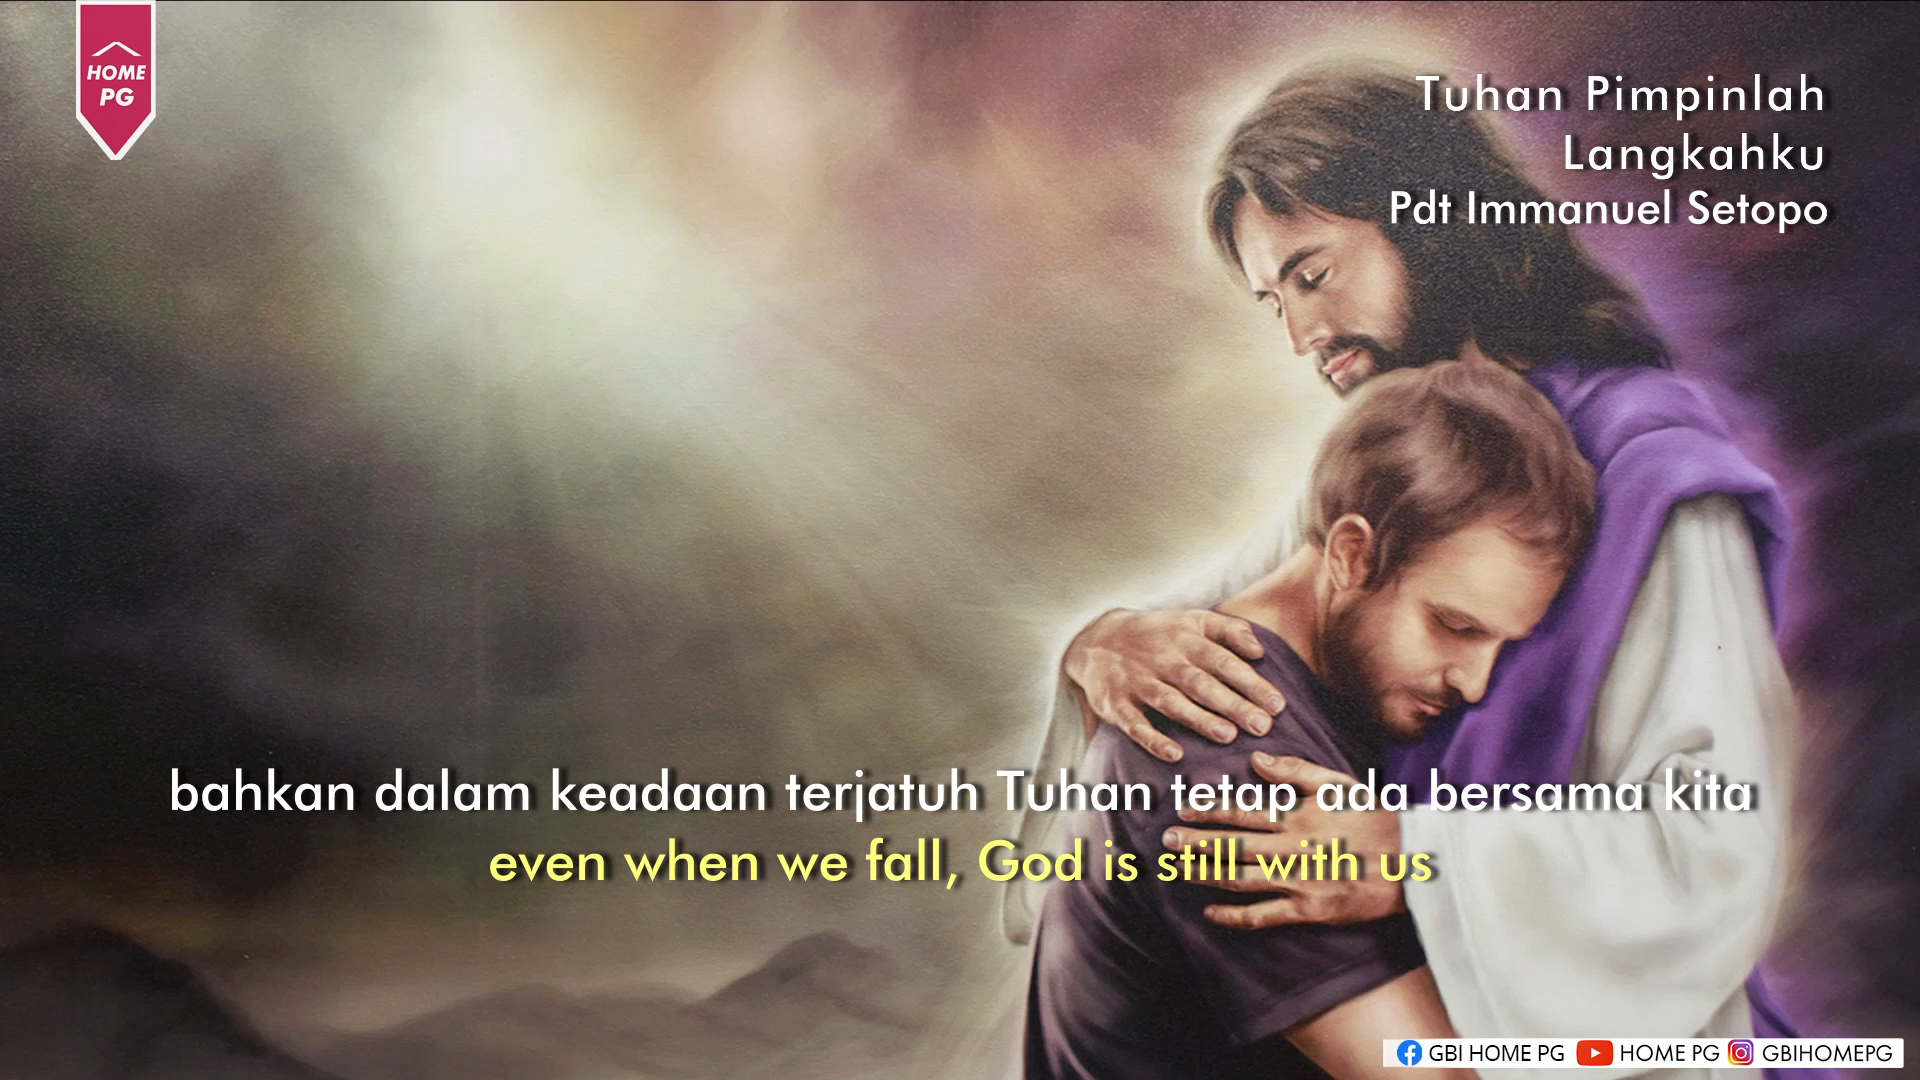 HOME
PG
Tuhan Pimpinlah
Langkahku
Pdt Immanuel Setopo
bahkan dalam keadaan terjatuh Tuhan tetap ada bersama kita
even when we fall, God is still with us
GBI HOME PG HOME PG GBIHOMEPG